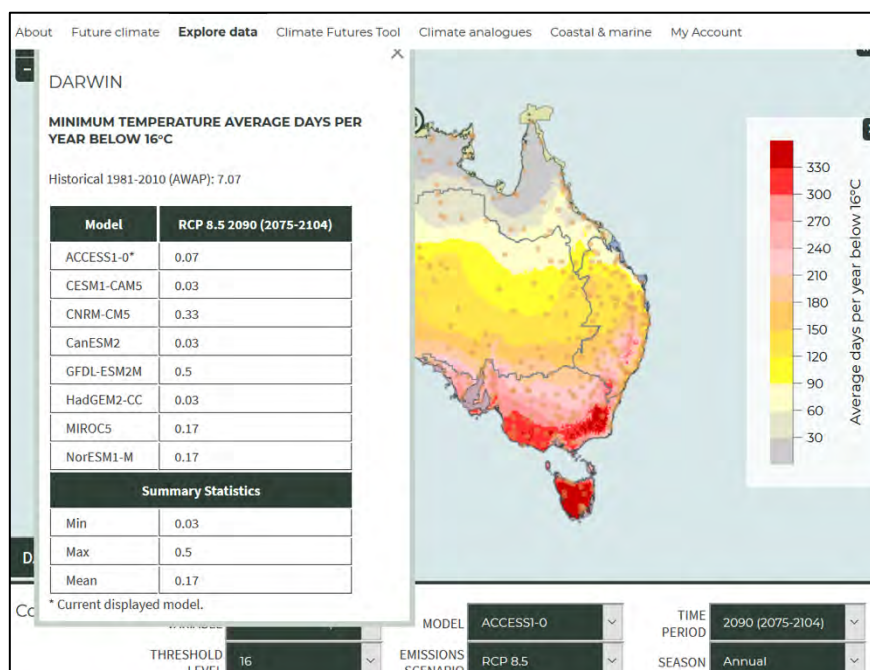 About Future climate Explore data Climate Futures Tool Climate analogues Coastal & marine My Account
DARWIN
MINIMUM TEMPERATURE AVERAGE DAYS PER
YEAR BELOW 16°C
Historical 1981-2010 (AWAP): 7.07
Model RCP 8.5 2090 (2075-2104)
ACCESS1-0* 0.07
CESM1-CAM5 0.03
CNRM-CM5 0.33
CanESM2 0.03
GFDL-ESM2M 0.5
HadGEM2-CC 0.03
MIROC5 0.17
NorESM1-M 0.17
Summary Statistics
Min 0.03
Max 0.5
Mean 0.17
* Current displayed model.
330
300
270
240
210
180
150
120
90
60
30
Average days per year below 16°C
MODEL ACCESS1-0
TIME
PERIOD 2090 (2075-2104)
THRESHOLD
LEVEL 16
EMISSIONS
SCENARIO RCP 8.5
SEASON Annual